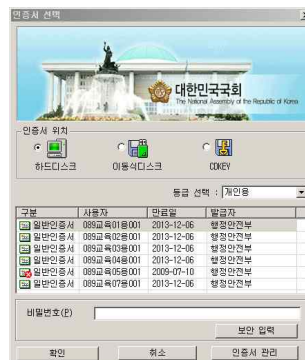 인증서 선택
대한민국국회
The National Assembly of the Republic of Korea
인증서 위치
하드디스크 이동식디스크 CDKEY
등급 선택 : 개인용
구분 사용자 만료일 발급자
일반인증서 089교육01용001 2013-12-06 행정안전부
일반인증서 089교육02용001 2013-12-06 행정안전부
일반인증서 089교육03용001 2013-12-06 행정안전부
일반인증서 089교육04용001 2013-12-06 행정안전부
일반인증서 089교육05용001 2009-07-10 행정안전부
일반인증서 089교육07용001 2013-12-06 행정안전부
비밀번호(P)
보안 입력
확인 취소 인증서 관리